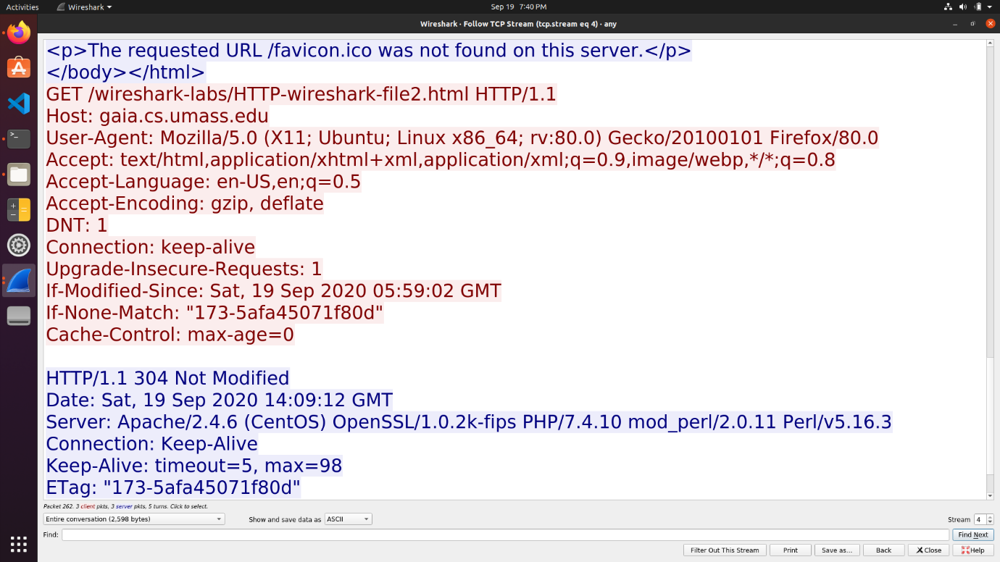 Activities
Wireshark
Sep 19 7:40 PM
Wireshark · Follow TCP Stream (tcp.stream eq 4) · any
<p>The requested URL /favicon.ico was not found on this server.</p>
</body></html>
GET /wireshark-labs/HTTP-wireshark-file2.html HTTP/1.1
Host: gaia.cs.umass.edu
User-Agent: Mozilla/5.0 (X11; Ubuntu; Linux x86_64; rv:80.0) Gecko/20100101 Firefox/80.0
Accept: text/html,application/xhtml+xml,application/xml;q=0.9,image/webp,*/*;q=0.8
Accept-Language: en-US,en;q=0.5
Accept-Encoding: gzip, deflate
DNT: 1
Connection: keep-alive
Upgrade-Insecure-Requests: 1
If-Modified-Since: Sat, 19 Sep 2020 05:59:02 GMT
If-None-Match: "173-5afa45071f80d"
Cache-Control: max-age=0
HTTP/1.1 304 Not Modified
Date: Sat, 19 Sep 2020 14:09:12 GMT
Server: Apache/2.4.6 (CentOS) OpenSSL/1.0.2k-fips PHP/7.4.10 mod_perl/2.0.11 Perl/v5.16.3
Connection: Keep-Alive
Keep-Alive: timeout=5, max=98
ETag: "173-5afa45071f80d"
Packet 262. 3 client pkts, 3 server pkts, 5 turns. Click to select.
Entire conversation (2,598 bytes)
Show and save data as
ASCII
Stream 4
Find:
Find Next
Filter Out This Stream
Print
Save as...
Back
Close
Help